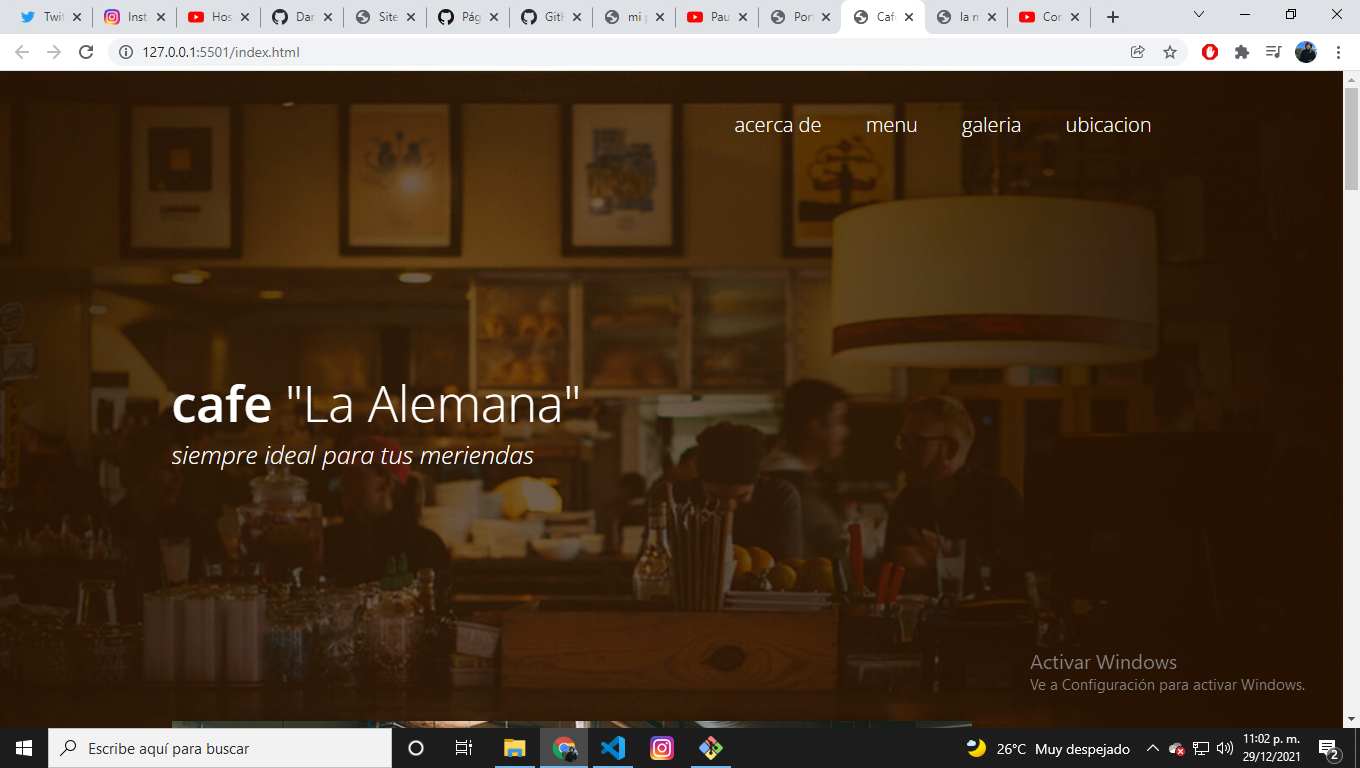 Twit
Inst
Hos
Dar
Site
Pág
Gith
mi p
Pau
Por
Caf
la n
Cor
127.0.0.1:5501/index.html
acerca de menu galeria ubicacion
cafe "La Alemana"
siempre ideal para tus meriendas
Activar Windows
Ve a Configuración para activar Windows.
Escribe aquí para buscar
26°C Muy despejado
11:02 p. m.
29/12/2021
2